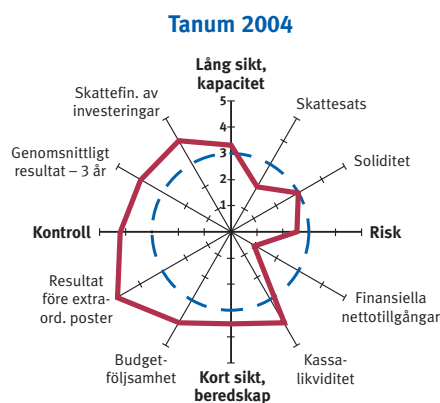 Tanum 2004
Lång sikt,
kapacitet
Skattefin. av
investeringar
Skattesats
Genomsnittligt
resultat – 3 år
Soliditet
5
4
3
2
1
Kontroll
Risk
Resultat
före extra-
ord. poster
Finansiella
nettotillgångar
Budget-
följsamhet
Kort sikt,
beredskap
Kassa-
likviditet